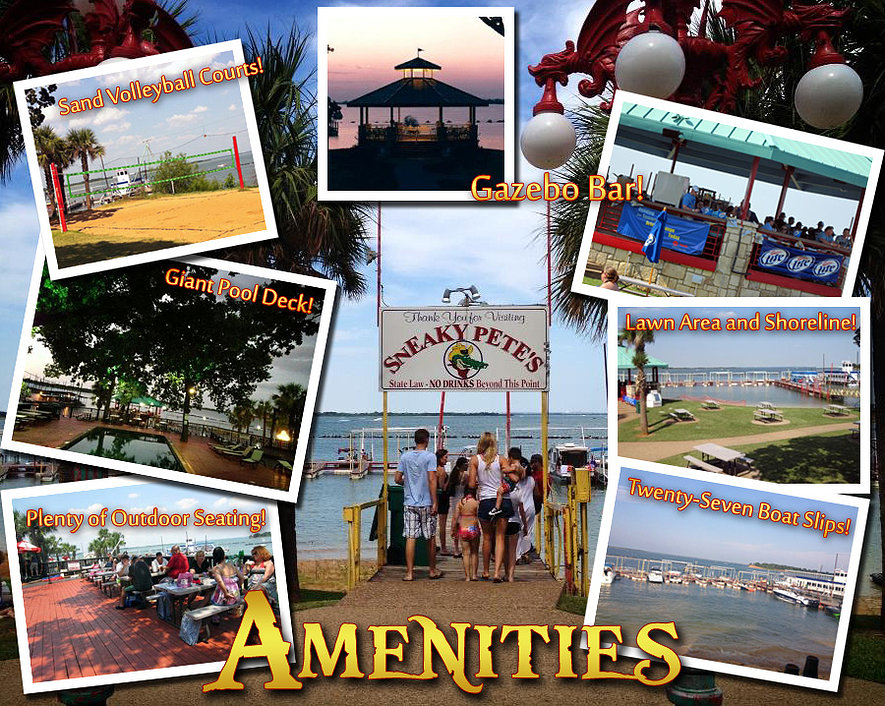 Sand Volleyball Courts!
Gazebo Bar!
Lite
Lite
Lite
Giant Pool Deck!
Thank You for Visiting
SNEAKY PETE'S
State Law - NO DRINKS Beyond This Point
Lawn Area and Shoreline!
Plenty of Outdoor Seating!
Twenty-Seven Boat Slips!
AMENITIES